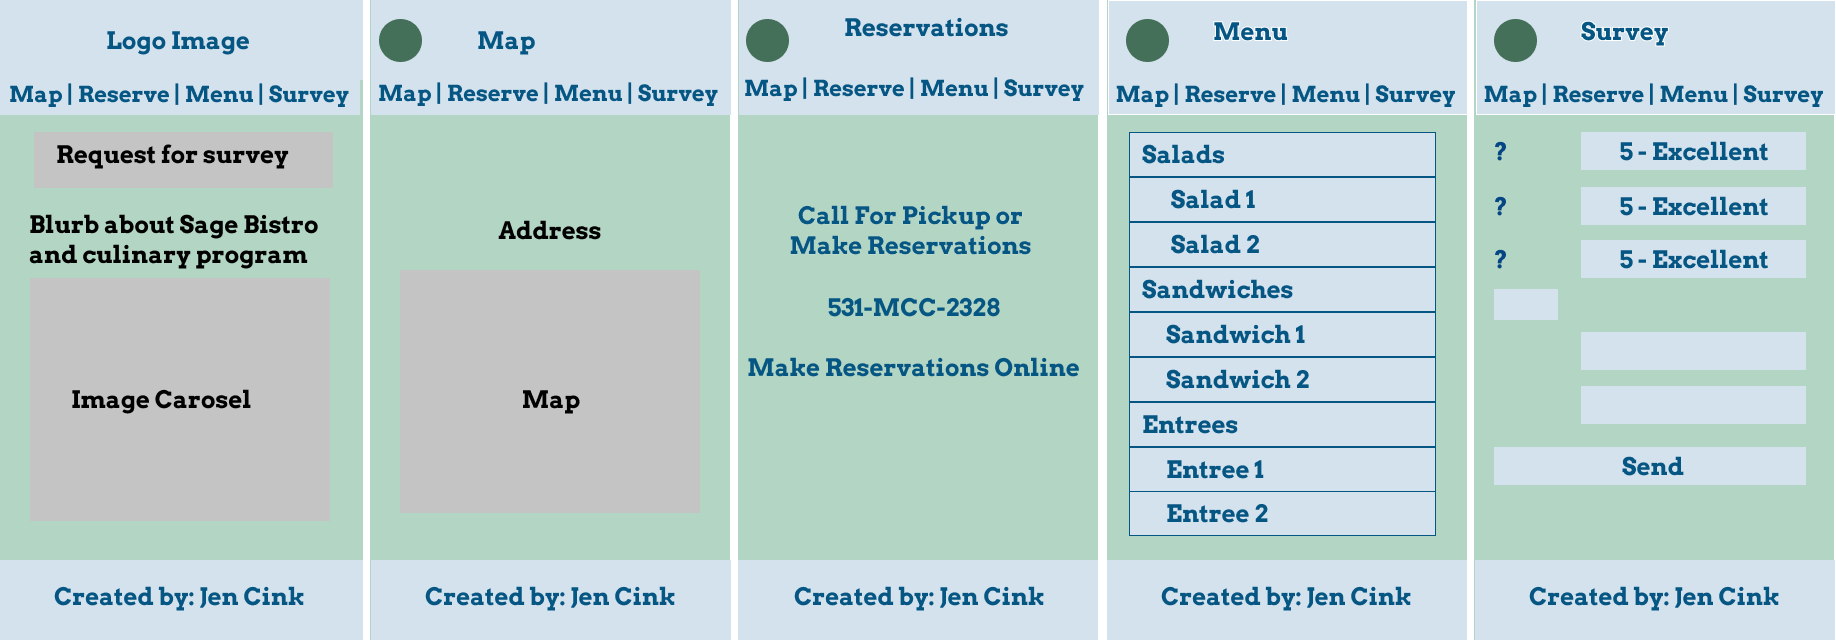 Logo Image
Map | Reserve | Menu | Survey
Request for survey
Blurb about Sage Bistro
and culinary program
Image Carosel
Created by: Jen Cink
Map
Map | Reserve | Menu | Survey
Address
Map
Created by: Jen Cink
Reservations
Map | Reserve | Menu | Survey
Call For Pickup or
Make Reservations
531-MCC-2328
Make Reservations Online
Created by: Jen Cink
Menu
Map | Reserve | Menu | Survey
Salads
Salad 1
Salad 2
Sandwiches
Sandwich 1
Sandwich 2
Entrees
Entree 1
Entree 2
Created by: Jen Cink
Survey
Map | Reserve | Menu | Survey
? 5 - Excellent
? 5 - Excellent
? 5 - Excellent
Send
Created by: Jen Cink